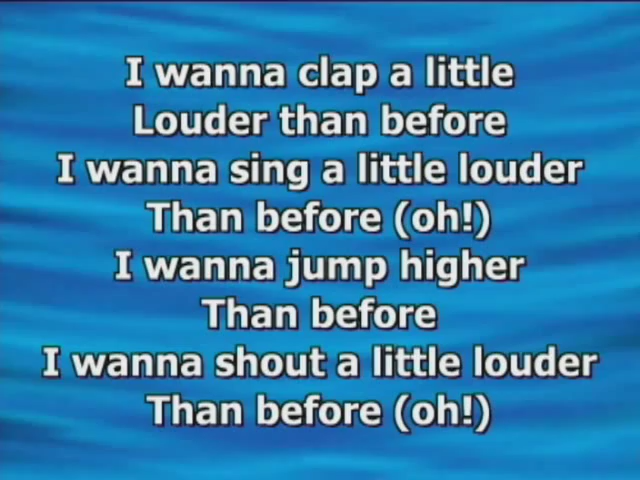 I wanna clap a little
Louder than before
I wanna sing a little louder
Than before (oh!)
I wanna jump higher
Than before
I wanna shout a little louder
Than before (oh!)